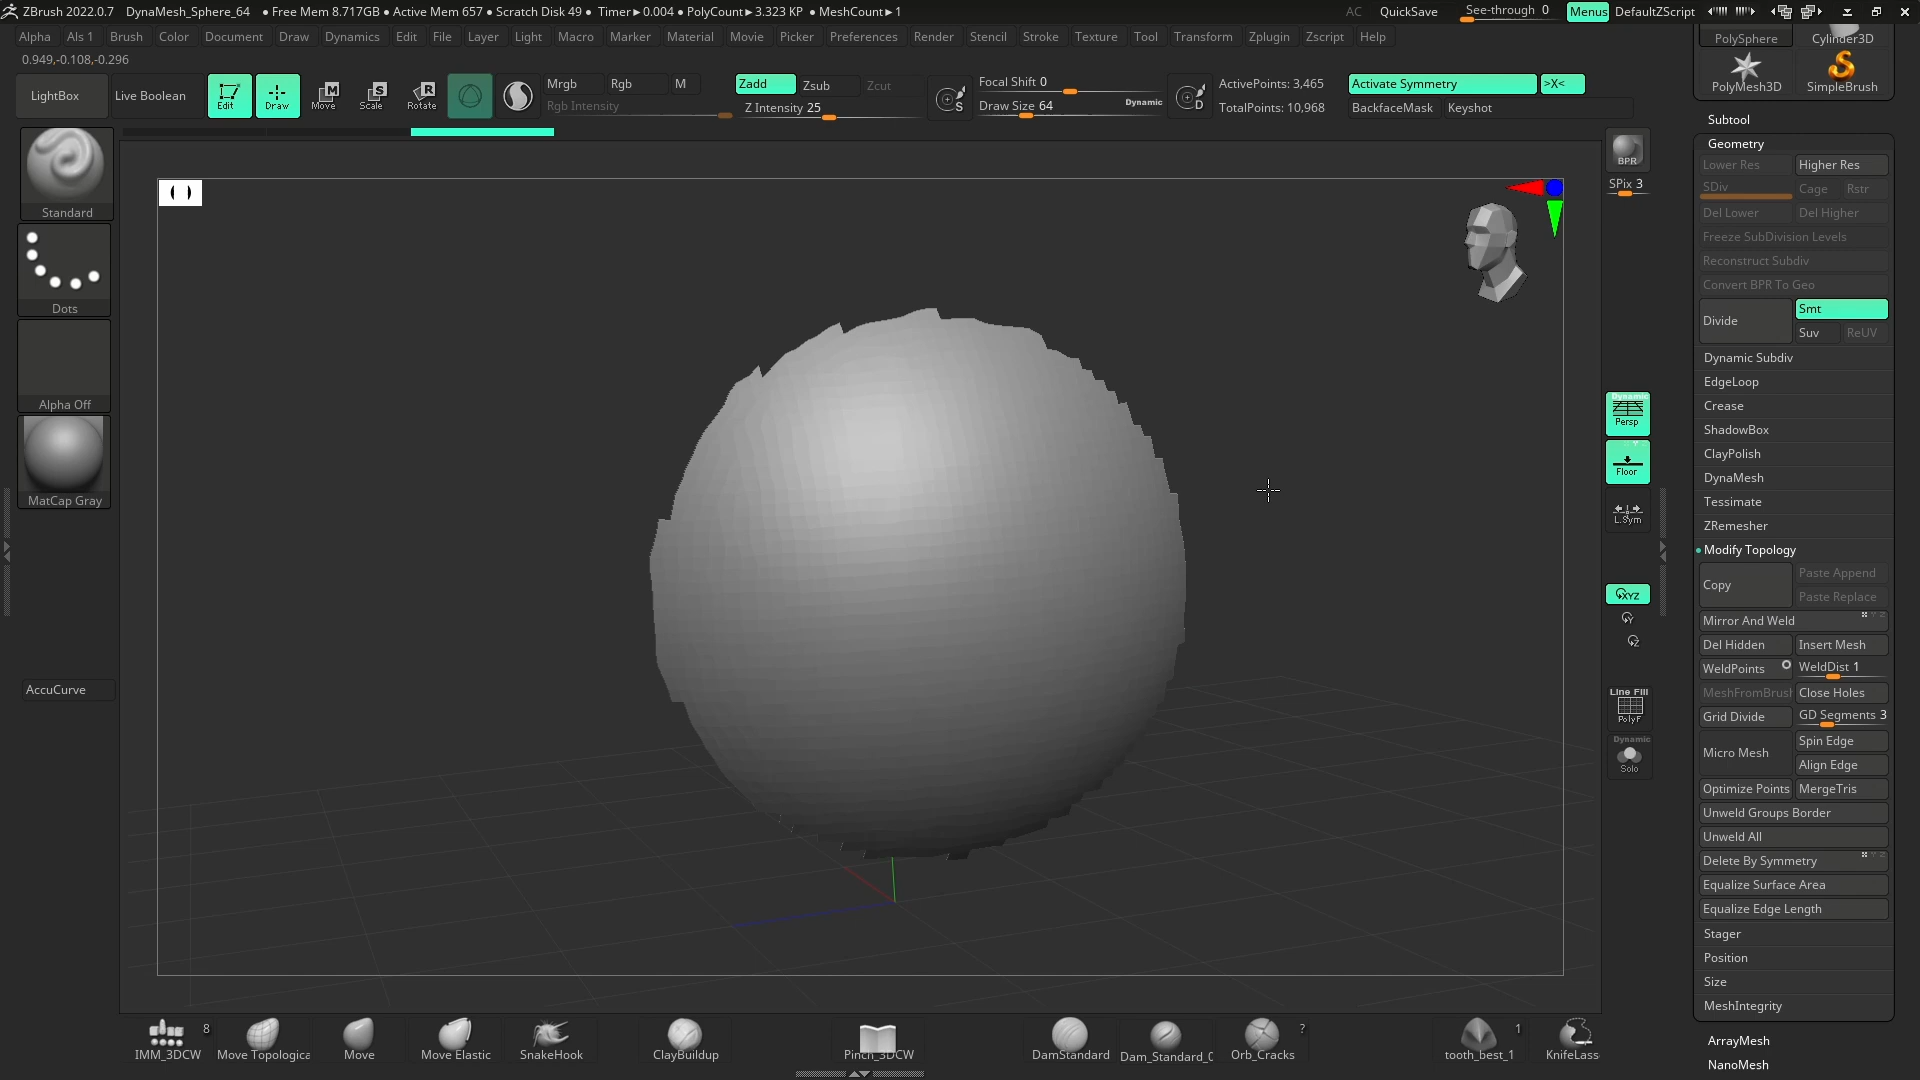 ZBrush 2022.0.7 DynaMesh_Sphere_64 ● Free Mem 8.717GB ● Active Mem 657 ● Scratch Disk 49 ● Timer►0.004 ● PolyCount►3.323 KP ● MeshCount►1 AC QuickSave See-through 0 Menus DefaultZScript
Alpha Als 1 Brush Color Document Draw Dynamics Edit File Layer Light Macro Marker Material Movie Picker Preferences Render Stencil Stroke Texture Tool Transform Zplugin Zscript Help
0.949,-0.108,-0.296
LightBox
Live Boolean
Edit
Draw
Move
Scale
Rotate
Mrgb Rgb M
Rgb Intensity
Zadd Zsub Zcut
Z Intensity 25
Focal Shift 0
Draw Size 64 Dynamic
ActivePoints: 3,465
TotalPoints: 10,968
Activate Symmetry >X<
BackfaceMask Keyshot
Standard
Dots
Alpha Off
MatCap Gray
AccuCurve
BPR
SPix 3
Dynamic
Persp
Floor
L.Sym
XYZ
Y
Z
Line Fill
PolyF
Dynamic
Solo
PolySphere Cylinder3D
PolyMesh3D SimpleBrush
Subtool
Geometry
Lower Res Higher Res
SDiv Cage Rstr
Del Lower Del Higher
Freeze SubDivision Levels
Reconstruct Subdiv
Convert BPR To Geo
Divide Smt
Suv ReUV
Dynamic Subdiv
EdgeLoop
Crease
ShadowBox
ClayPolish
DynaMesh
Tessimate
ZRemesher
Modify Topology
Copy Paste Append
Paste Replace
Mirror And Weld
Del Hidden Insert Mesh
WeldPoints WeldDist 1
MeshFromBrush Close Holes
Grid Divide GD Segments 3
Micro Mesh Spin Edge
Align Edge
Optimize Points MergeTris
Unweld Groups Border
Unweld All
Delete By Symmetry
Equalize Surface Area
Equalize Edge Length
Stager
Position
Size
MeshIntegrity
ArrayMesh
NanoMesh
8 ? 1
IMM_3DCW Move Topologica Move Move Elastic SnakeHook ClayBuildup Pinch_3DCW DamStandard Dam_Standard_0 Orb_Cracks tooth_best_1 KnifeLass